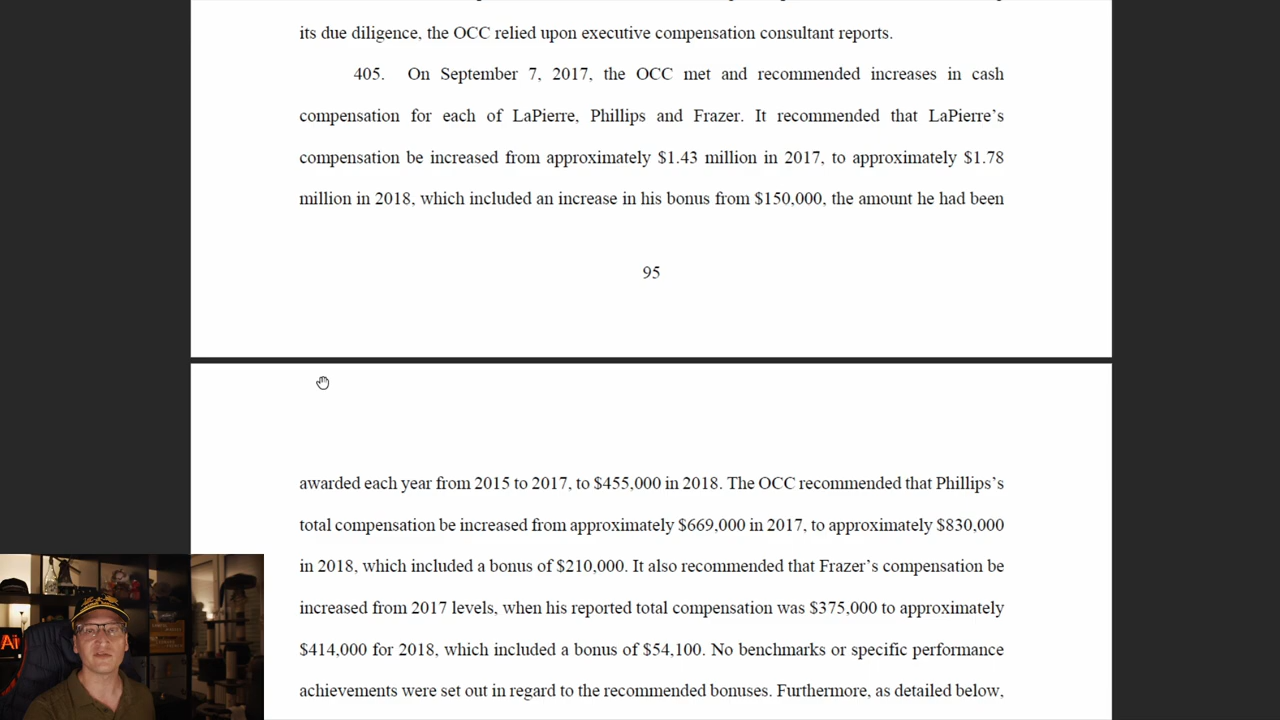 its due diligence, the OCC relied upon executive compensation consultant reports.
405. On September 7, 2017, the OCC met and recommended increases in cash
compensation for each of LaPierre, Phillips and Frazer. It recommended that LaPierre’s
compensation be increased from approximately $1.43 million in 2017, to approximately $1.78
million in 2018, which included an increase in his bonus from $150,000, the amount he had been
95
awarded each year from 2015 to 2017, to $455,000 in 2018. The OCC recommended that Phillips’s
total compensation be increased from approximately $669,000 in 2017, to approximately $830,000
in 2018, which included a bonus of $210,000. It also recommended that Frazer’s compensation be
increased from 2017 levels, when his reported total compensation was $375,000 to approximately
$414,000 for 2018, which included a bonus of $54,100. No benchmarks or specific performance
achievements were set out in regard to the recommended bonuses. Furthermore, as detailed below,